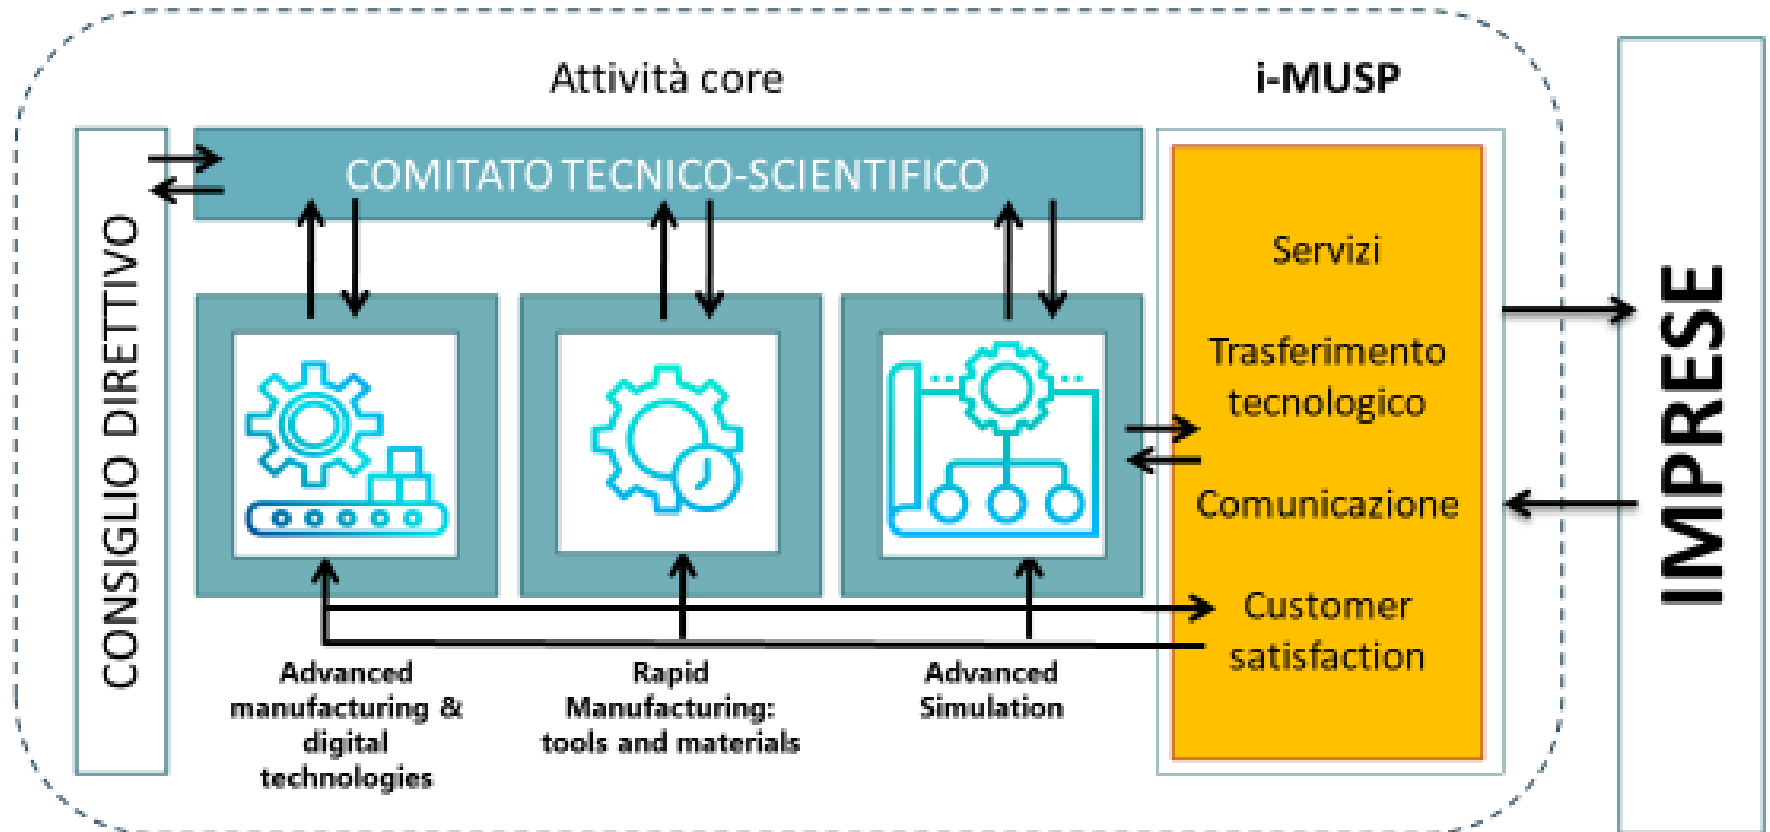 Attività core
i-MUSP
CONSIGLIO DIRETTIVO
COMITATO TECNICO-SCIENTIFICO
Advanced
manufacturing &
digital
technologies
Rapid
Manufacturing:
tools and materials
Advanced
Simulation
Servizi
Trasferimento
tecnologico
Comunicazione
Customer
satisfaction
IMPRESE